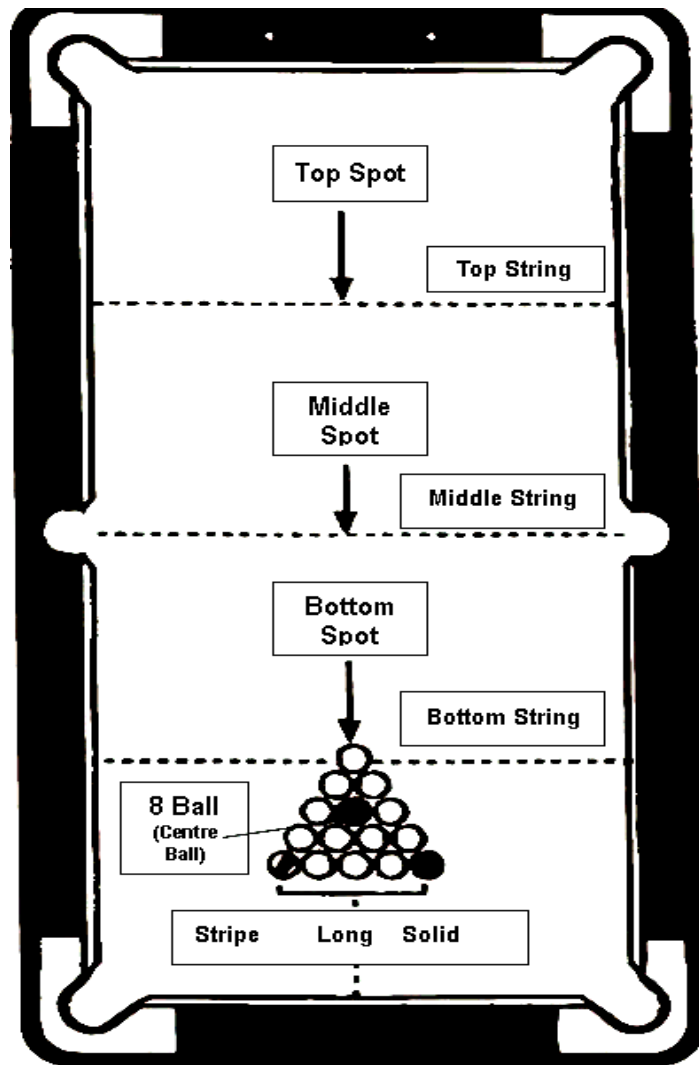 Top Spot
Top String
Middle
Spot
Middle String
Bottom
Spot
Bottom String
8 Ball
(Centre
Ball)
Stripe Long Solid